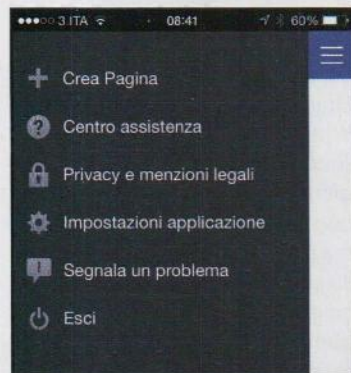 3 ITA 08:41 60%
Crea Pagina
Centro assistenza
Privacy e menzioni legali
Impostazioni applicazione
Segnala un problema
Esci